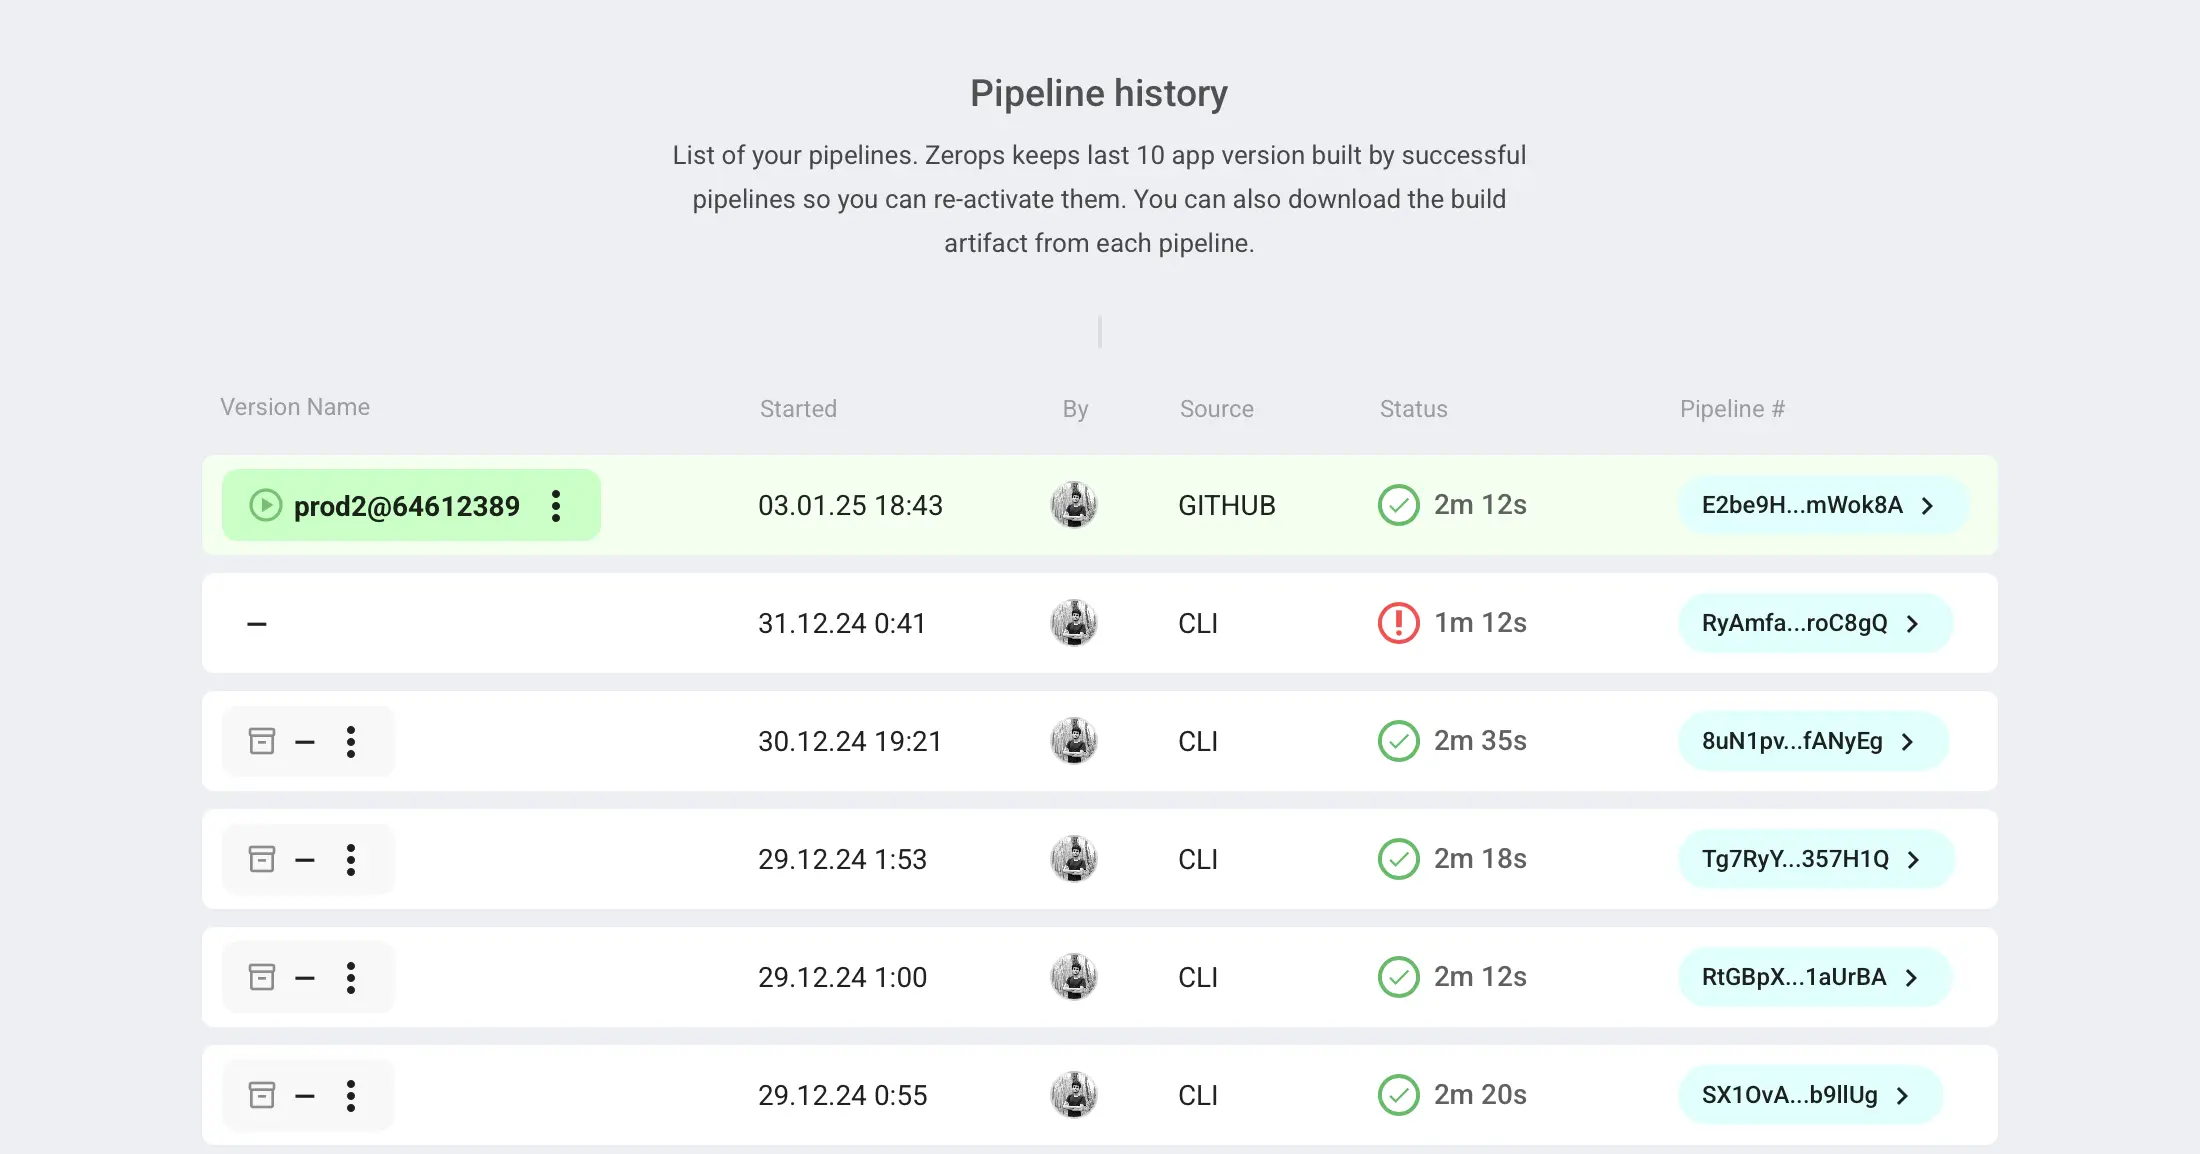 Pipeline history
List of your pipelines. Zerops keeps last 10 app version built by successful
pipelines so you can re-activate them. You can also download the build
artifact from each pipeline.
Version Name Started By Source Status Pipeline #
prod2@64612389 03.01.25 18:43 GITHUB 2m 12s E2be9H...mWok8A
– 31.12.24 0:41 CLI 1m 12s RyAmfa...roC8gQ
– 30.12.24 19:21 CLI 2m 35s 8uN1pv...fANyEg
– 29.12.24 1:53 CLI 2m 18s Tg7RyY...357H1Q
– 29.12.24 1:00 CLI 2m 12s RtGBpX...1aUrBA
– 29.12.24 0:55 CLI 2m 20s SX1OvA...b9llUg